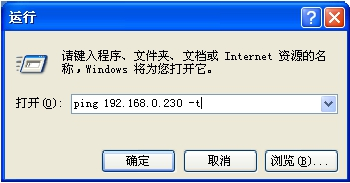 运行
请键入程序、文件夹、文档或 Internet 资源的名
称，Windows 将为您打开它。
打开(O): ping 192.168.0.230 -t
确定 取消 浏览(B)...